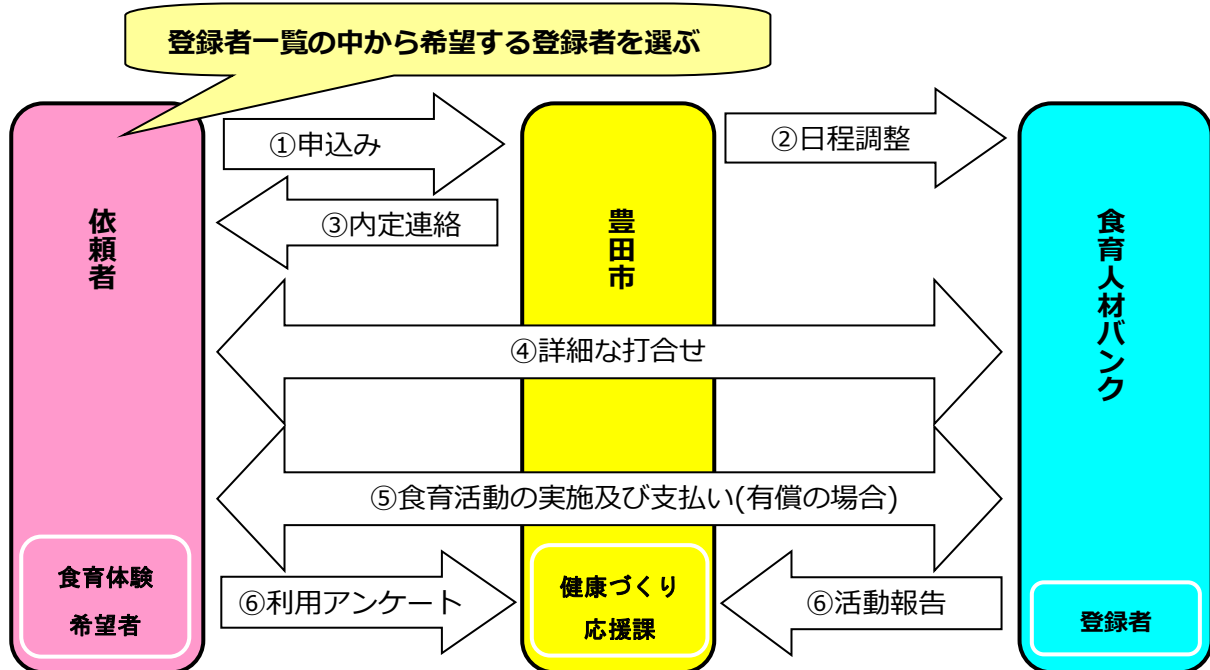 登録者一覧の中から希望する登録者を選ぶ
①申込み
②日程調整
③内定連絡
依頼者
豊田市
食育人材バンク
④詳細な打合せ
⑤食育活動の実施及び支払い(有償の場合)
食育体験
希望者
⑥利用アンケート
健康づくり
応援課
⑥活動報告
登録者